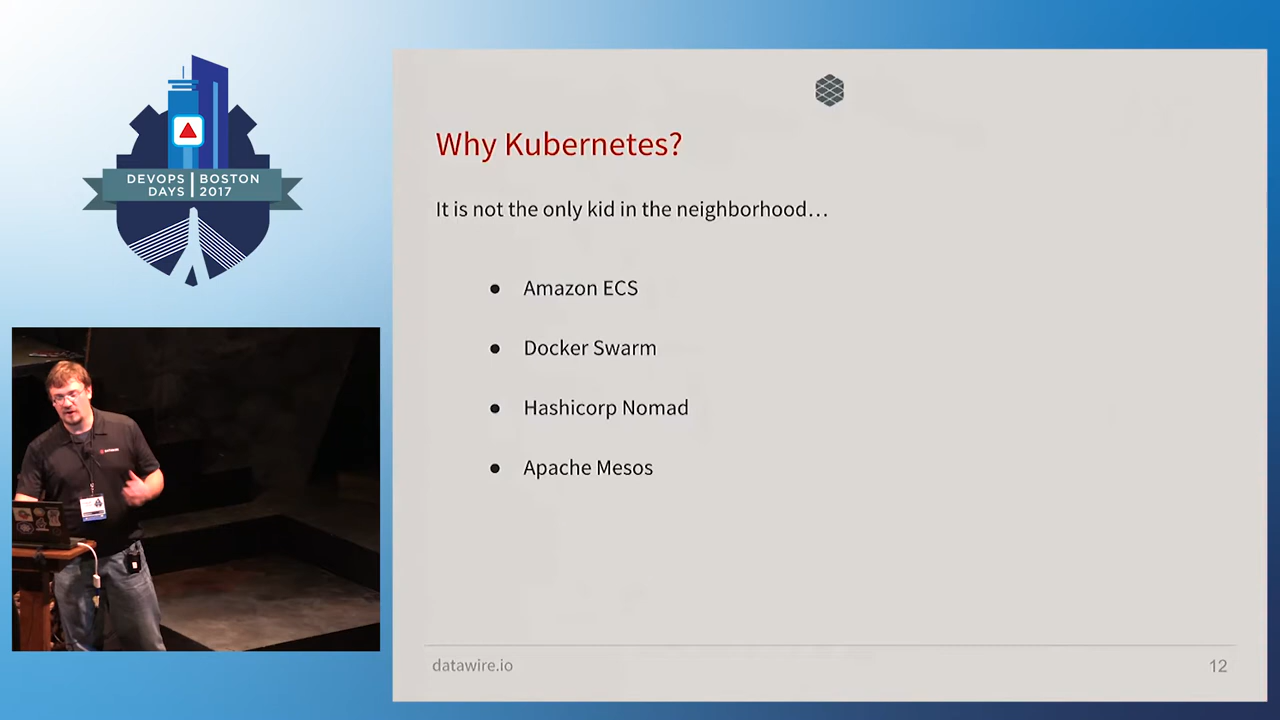 DEVOPS | BOSTON
DAYS | 2017
Why Kubernetes?
It is not the only kid in the neighborhood…
● Amazon ECS
● Docker Swarm
● Hashicorp Nomad
● Apache Mesos
datawire.io
12